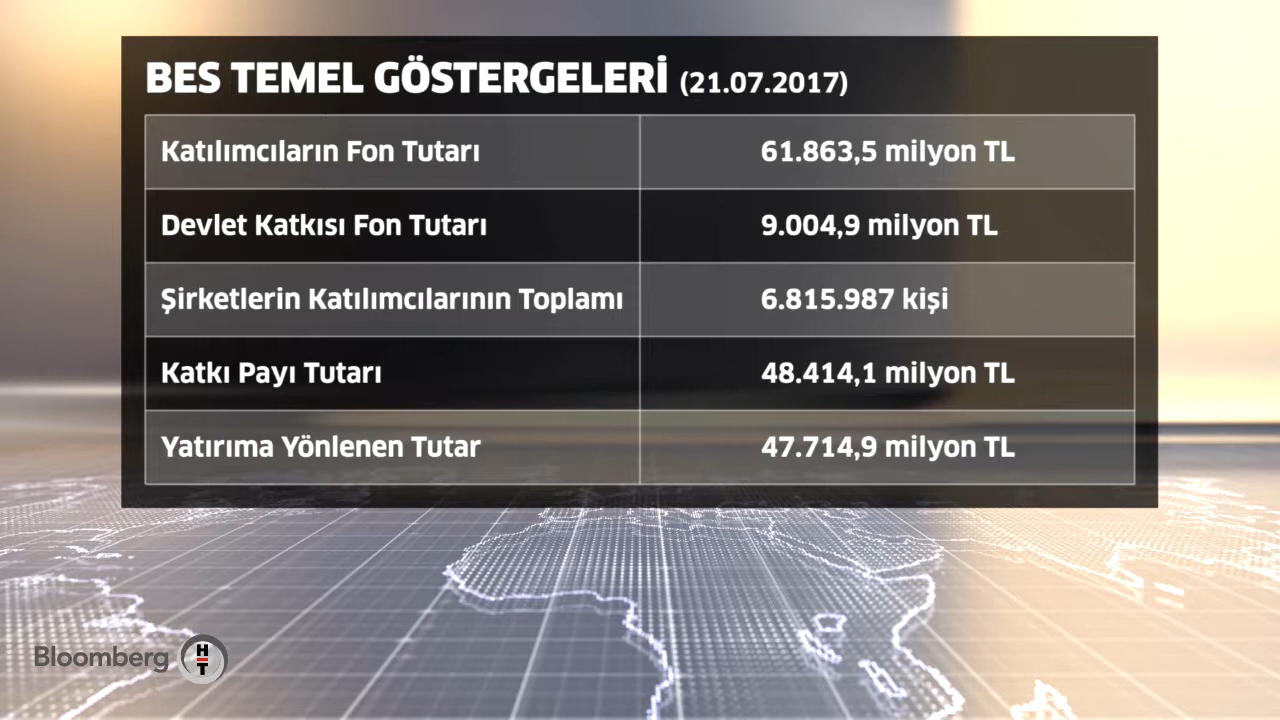 BES TEMEL GÖSTERGELERİ (21.07.2017)
Katılımcıların Fon Tutarı 61.863,5 milyon TL
Devlet Katkısı Fon Tutarı 9.004,9 milyon TL
Şirketlerin Katılımcılarının Toplamı 6.815.987 kişi
Katkı Payı Tutarı 48.414,1 milyon TL
Yatırıma Yönlenen Tutar 47.714,9 milyon TL
Bloomberg HT